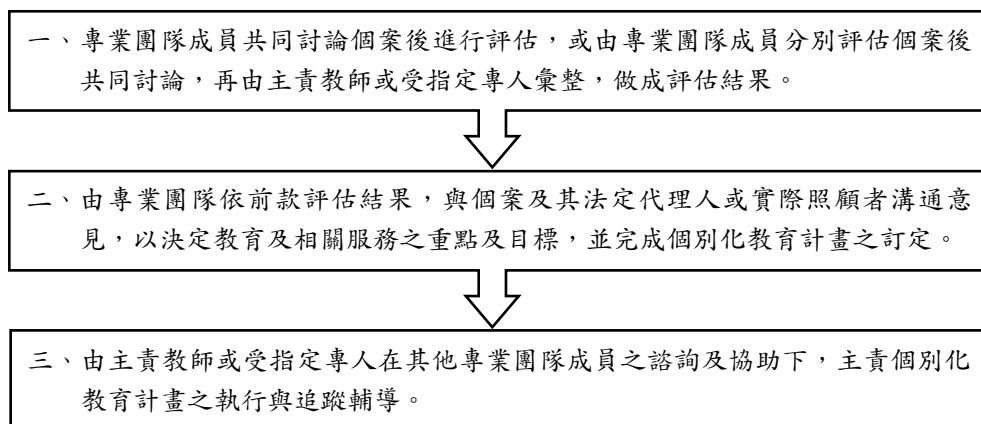 一、專業團隊成員共同討論個案後進行評估，或由專業團隊成員分別評估個案後
共同討論，再由主責教師或受指定專人彙整，做成評估結果。
二、由專業團隊依前款評估結果，與個案及其法定代理人或實際照顧者溝通意
見，以決定教育及相關服務之重點及目標，並完成個別化教育計畫之訂定。
三、由主責教師或受指定專人在其他專業團隊成員之諮詢及協助下，主責個別化
教育計畫之執行與追蹤輔導。